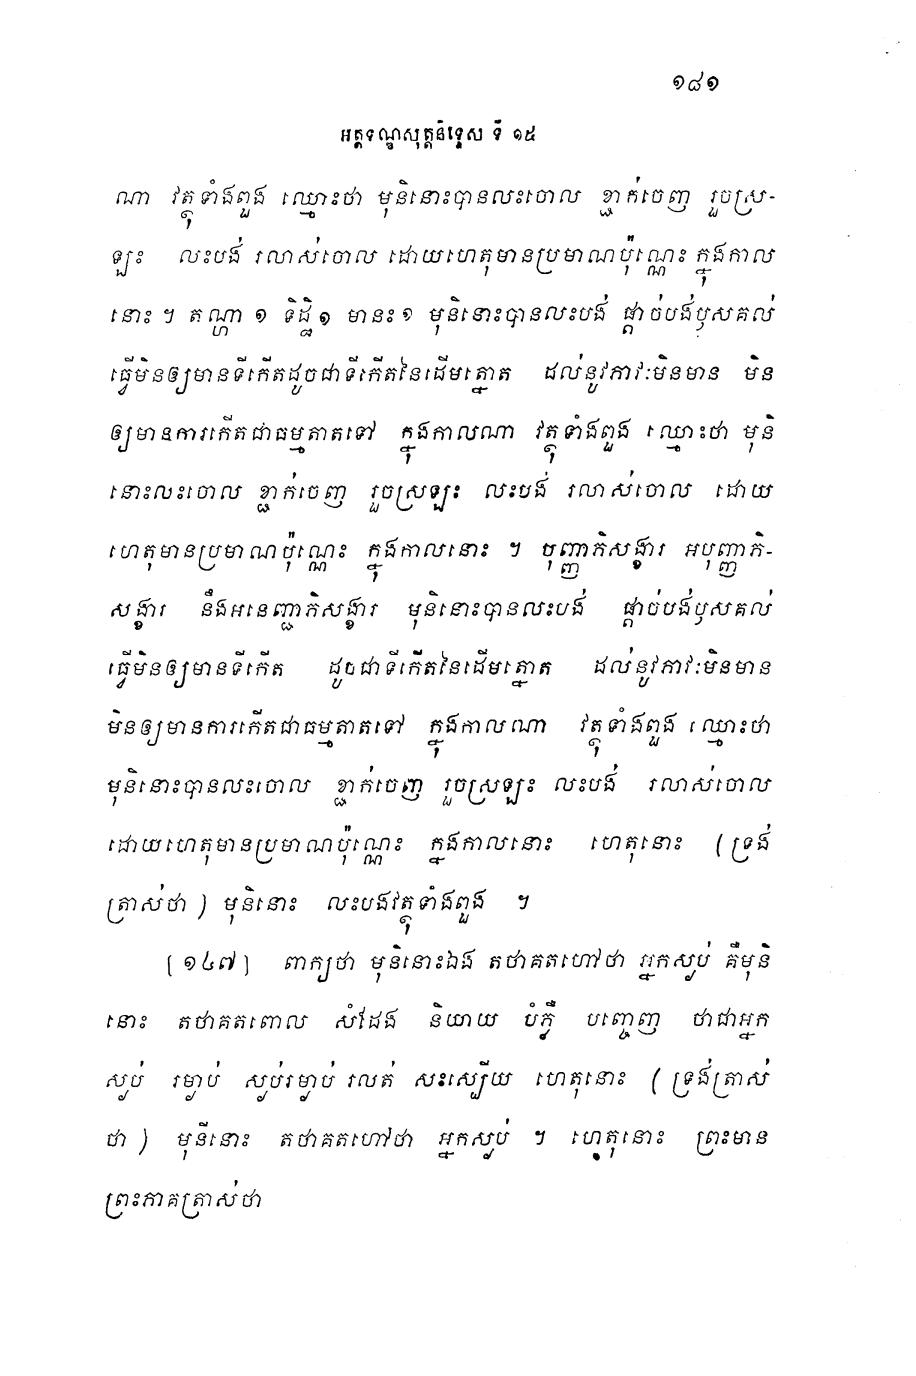 ១៨១
អត្តទណ្ឌសុត្តនិទ្ទេស ទី ១៥
ណា វត្ថុទាំងពួង ឈ្មោះថា មុនិនោះបានលះចោល ខ្ជាក់ចេញ រួចស្រ-
ឡះ លះបង់ រលាស់ចោល ដោយហេតុមានប្រមាណប៉ុណ្ណេះ ក្នុងកាល
នោះ ។ តណ្ហា ១ ទិដ្ឋិ ១ មានះ ១ មុនិនោះបានលះបង់ ផ្តាច់បង់ឫសគល់
ធ្វើមិនឲ្យមានទីកើតដូចជាទីកើតនៃដើមត្នោត ដល់នូវភាវៈមិនមាន មិន
ឲ្យមានការកើតជាធម្មតាតទៅ ក្នុងកាលណា វត្ថុទាំងពួង ឈ្មោះថា មុនិ
នោះលះចោល ខ្ជាក់ចេញ រួចស្រឡះ លះបង់ រលាស់ចោល ដោយ
ហេតុមានប្រមាណប៉ុណ្ណេះ ក្នុងកាលនោះ ។ បុញ្ញាភិសង្ខារ អបុញ្ញាភិ-
សង្ខារ នឹងអនេញ្ជាភិសង្ខារ មុនិនោះបានលះបង់ ផ្តាច់បង់ឫសគល់
ធ្វើមិនឲ្យមានទីកើត ដូចជាទីកើតនៃដើមត្នោត ដល់នូវភាវៈមិនមាន
មិនឲ្យមានការកើតជាធម្មតាតទៅ ក្នុងកាលណា វត្ថុទាំងពួង ឈ្មោះថា
មុនិនោះបានលះចោល ខ្ជាក់ចេញ រួចស្រឡះ លះបង់ រលាស់ចោល
ដោយហេតុមានប្រមាណប៉ុណ្ណេះ ក្នុងកាលនោះ ហេតុនោះ (ទ្រង់
ត្រាស់ថា) មុនិនោះ លះបងវត្ថុទាំងពួង ។
[១៤៧] ពាក្យថា មុនិនោះឯង តថាគតហៅថា អ្នកស្ងប់ គឺមុនិ
នោះ តថាគតពោល សំដែង និយាយ បំភ្លឺ បញ្ចេញ ថាជាអ្នក
ស្ងប់ រម្ងាប់ ស្ងប់រម្ងាប់ រលត់ សះស្បើយ ហេតុនោះ (ទ្រង់ត្រាស់
ថា) មុនីនោះ តថាគតហៅថា អ្នកស្ងប់ ។ ហេតុនោះ ព្រះមាន
ព្រះភាគត្រាស់ថា